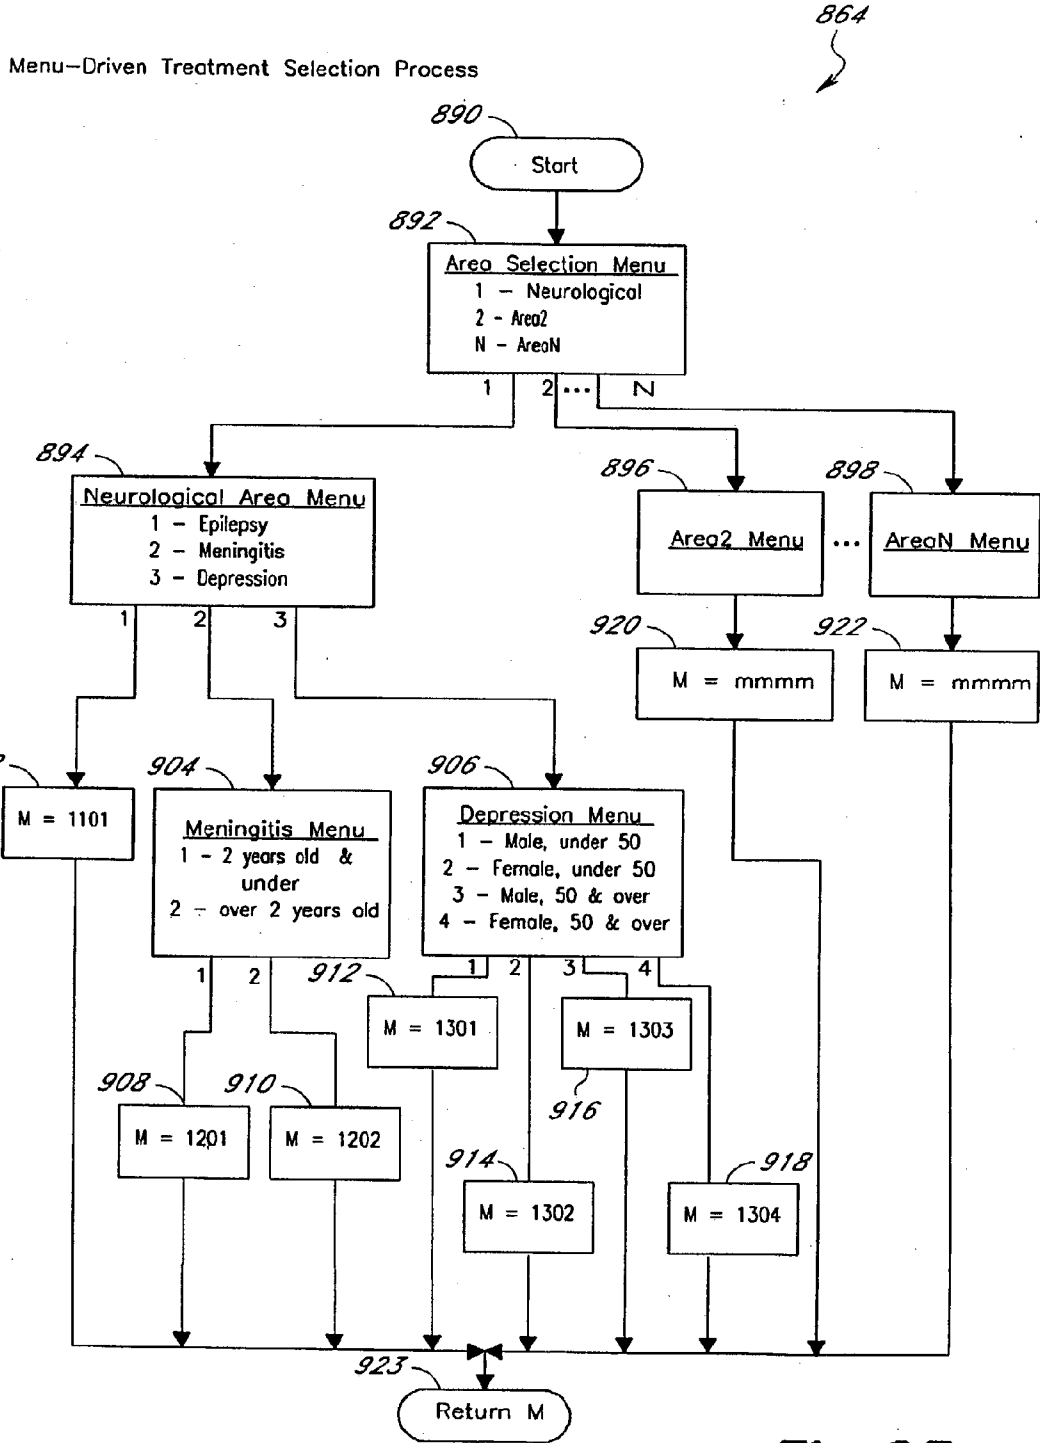 864
Menu-Driven Treatment Selection Process
890
Start
892
Area Selection Menu
1 - Neurological
2 - Area2
N - AreaN
1 2 ... N
894
Neurological Area Menu
1 - Epilepsy
2 - Meningitis
3 - Depression
896
Area2 Menu
...
898
AreaN Menu
1 2 3
920
M = mmmm
922
M = mmmm
M = 1101
904
Meningitis Menu
1 - 2 years old &
under
2 - over 2 years old
906
Depression Menu
1 - Male, under 50
2 - Female, under 50
3 - Male, 50 & over
4 - Female, 50 & over
1 2
1 2 3 4
912
M = 1301
M = 1303
916
908
M = 1201
910
M = 1202
914
M = 1302
918
M = 1304
923
Return M